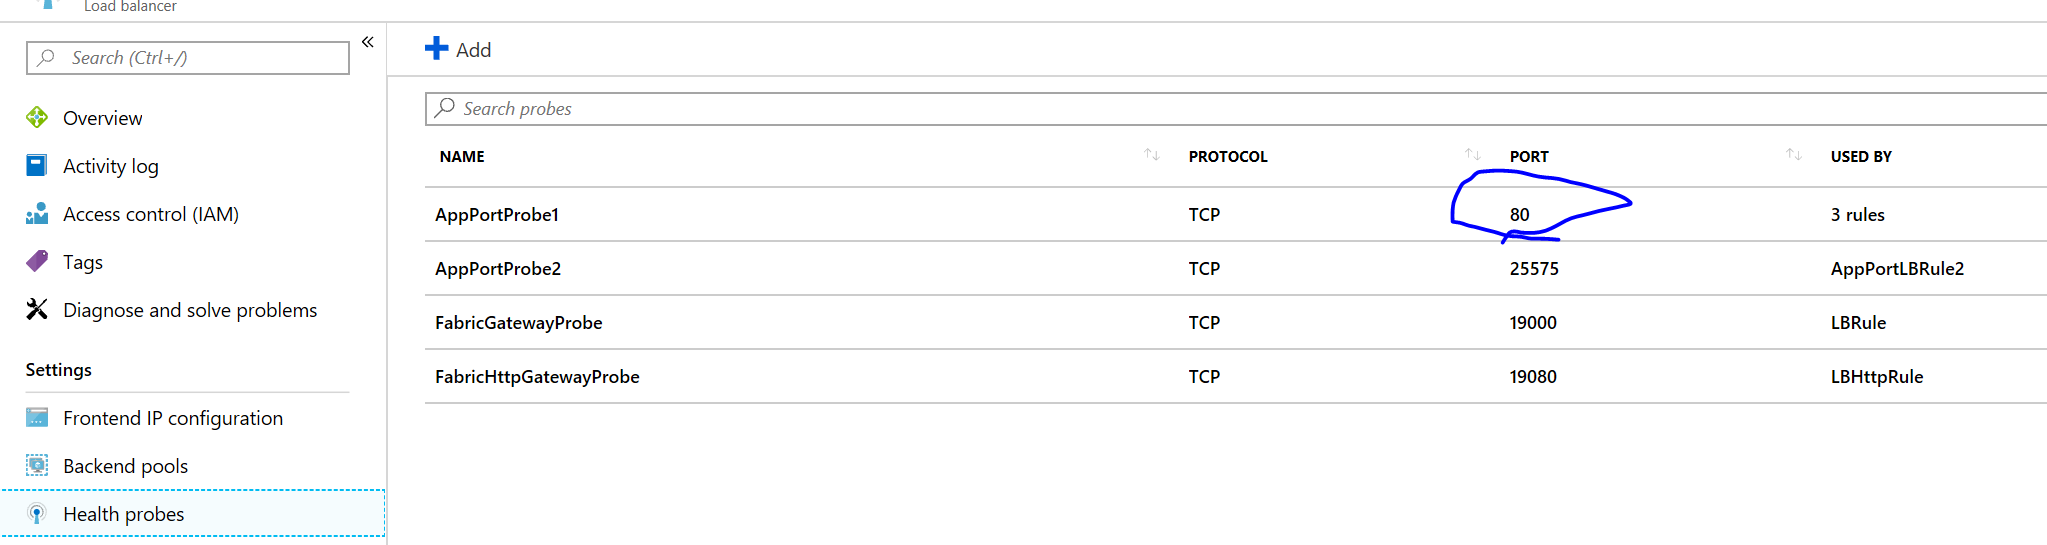 Load balancer
Search (Ctrl+/)
«
Overview
Activity log
Access control (IAM)
Tags
Diagnose and solve problems
Settings
Frontend IP configuration
Backend pools
Health probes
Add
Search probes
NAME PROTOCOL PORT USED BY
AppPortProbe1 TCP 80 3 rules
AppPortProbe2 TCP 25575 AppPortLBRule2
FabricGatewayProbe TCP 19000 LBRule
FabricHttpGatewayProbe TCP 19080 LBHttpRule